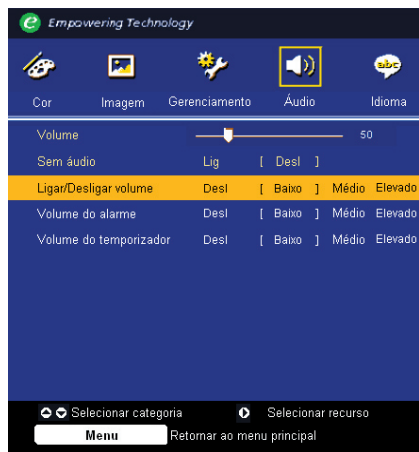 e Empowering Technology
Cor Imagem Gerenciamento Áudio abc Idioma
Volume 50
Sem áudio Lig [ Desl ]
Ligar/Desligar volume Desl [ Baixo ] Médio Elevado
Volume do alarme Desl [ Baixo ] Médio Elevado
Volume do temporizador Desl [ Baixo ] Médio Elevado
Selecionar categoria Selecionar recurso
Menu Retornar ao menu principal